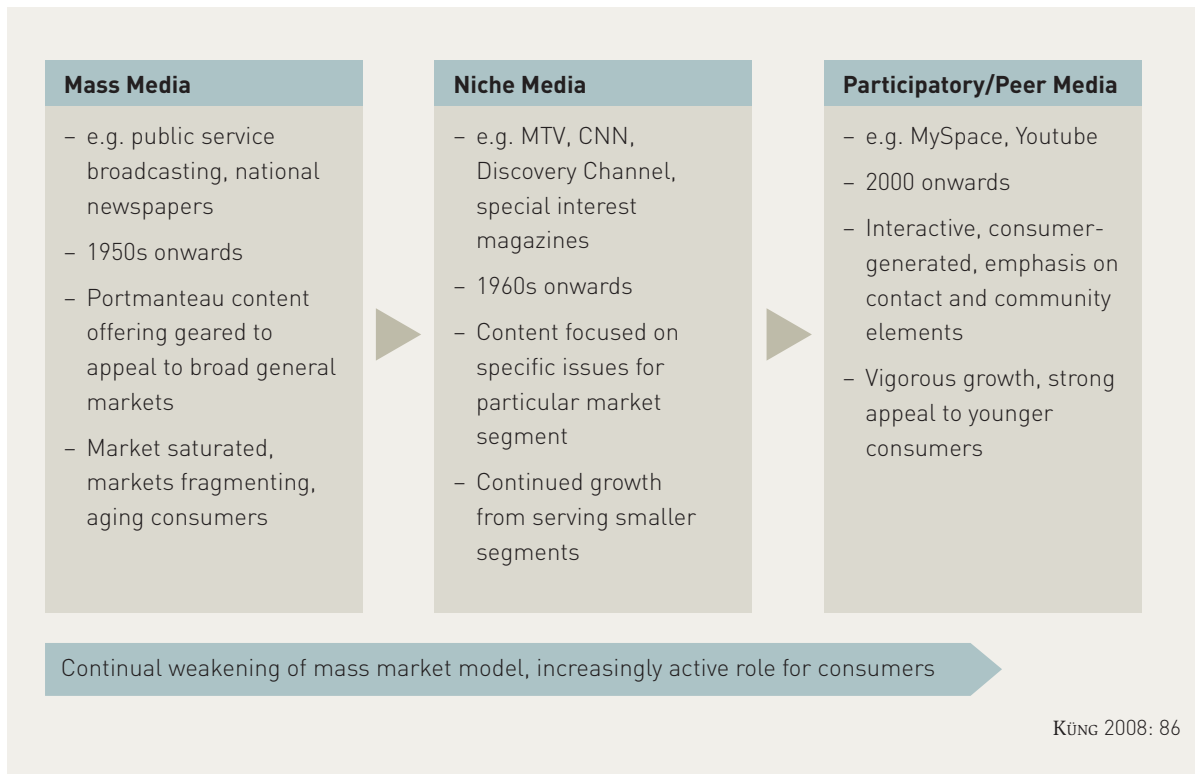 Mass Media
– e.g. public service
broadcasting, national
newspapers
– 1950s onwards
– Portmanteau content
offering geared to
appeal to broad general
markets
– Market saturated,
markets fragmenting,
aging consumers
Niche Media
– e.g. MTV, CNN,
Discovery Channel,
special interest
magazines
– 1960s onwards
– Content focused on
specific issues for
particular market
segment
– Continued growth
from serving smaller
segments
Participatory/Peer Media
– e.g. MySpace, Youtube
– 2000 onwards
– Interactive, consumer-
generated, emphasis on
contact and community
elements
– Vigorous growth, strong
appeal to younger
consumers
Continual weakening of mass market model, increasingly active role for consumers
Küng 2008: 86